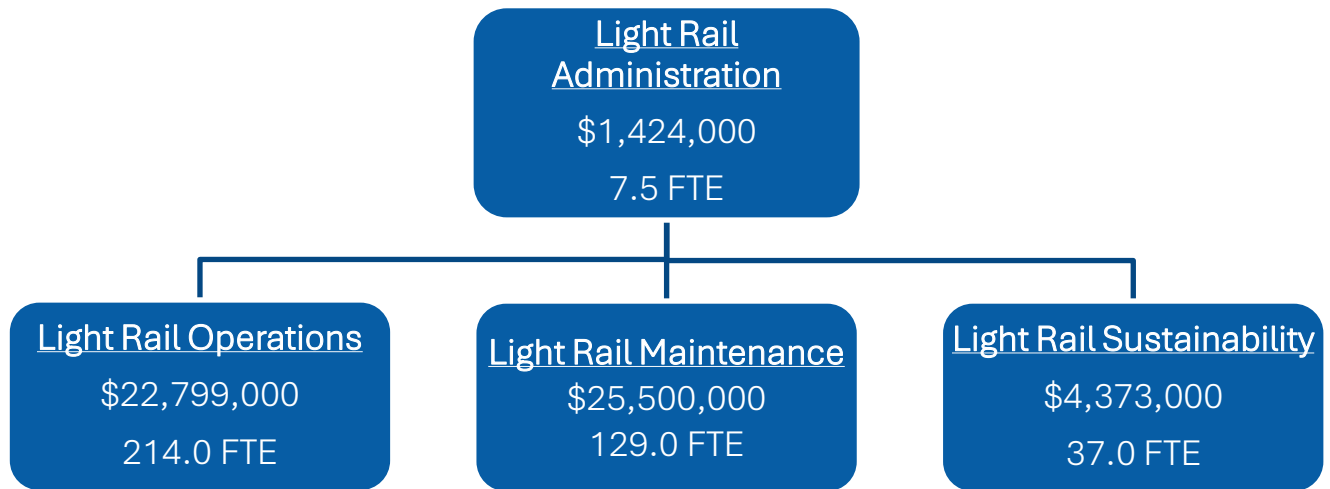 Light Rail
Administration
$1,424,000
7.5 FTE
Light Rail Operations
$22,799,000
214.0 FTE
Light Rail Maintenance
$25,500,000
129.0 FTE
Light Rail Sustainability
$4,373,000
37.0 FTE